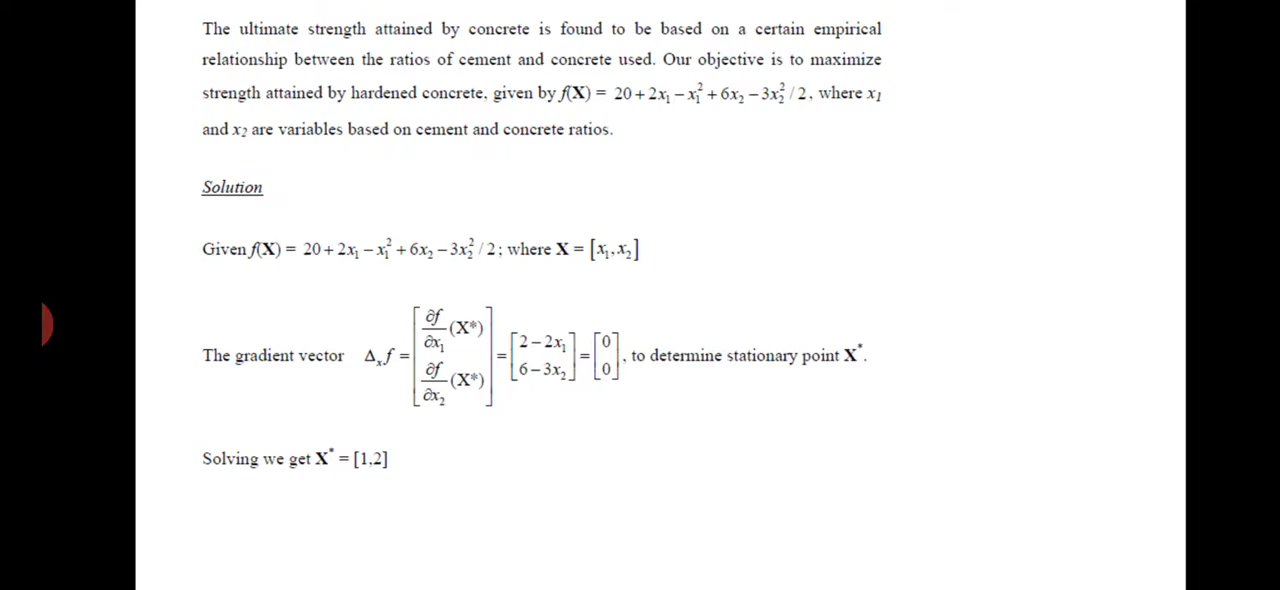 The ultimate strength attained by concrete is found to be based on a certain empirical
relationship between the ratios of cement and concrete used. Our objective is to maximize
strength attained by hardened concrete, given by f(X) = 20 + 2x₁ − x₁² + 6x₂ − 3x₂² / 2, where x₁
and x₂ are variables based on cement and concrete ratios.
Solution
Given f(X) = 20 + 2x₁ − x₁² + 6x₂ − 3x₂² / 2 ; where X = [x₁, x₂]
The gradient vector Δₓf = [∂f/∂x₁ (X*) ; ∂f/∂x₂ (X*)] = [2 − 2x₁ ; 6 − 3x₂] = [0 ; 0], to determine stationary point X*.
Solving we get X* = [1,2]